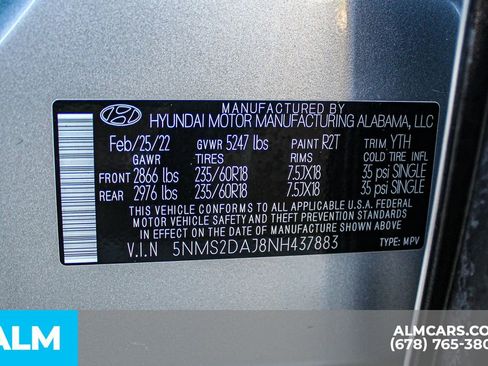 MANUFACTURED BY
HYUNDAI MOTOR MANUFACTURING ALABAMA, LLC
Feb/25/22 GVWR 5247 lbs PAINT R2T TRIM YTH
GAWR TIRES RIMS COLD TIRE INFL
FRONT 2866 lbs 235/60R18 7.5JX18 35 psi SINGLE
REAR 2976 lbs 235/60R18 7.5JX18 35 psi SINGLE
THIS VEHICLE CONFORMS TO ALL APPLICABLE U.S.A. FEDERAL
MOTOR VEHICLE SAFETY AND THEFT PREVENTION STANDARDS
IN EFFECT ON THE DATE OF MANUFACTURE SHOWN ABOVE
V.I.N 5NMS2DAJ8NH437883 TYPE: MPV
ALM
ALMCARS.CO
(678) 765-380